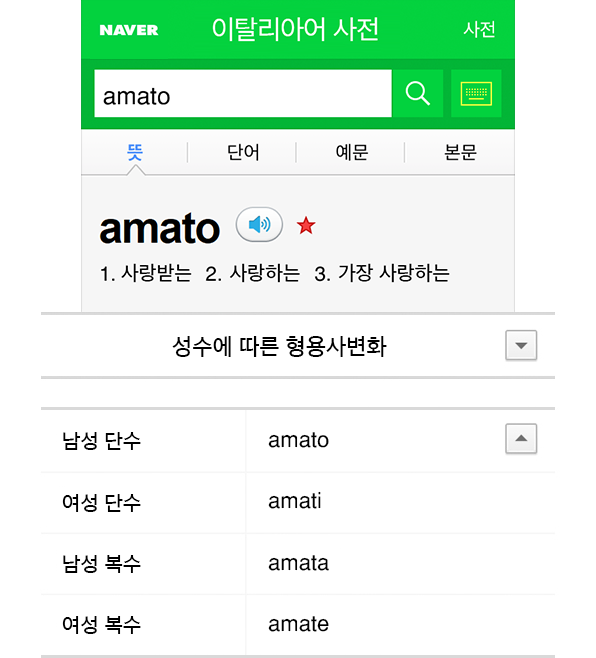 NAVER 이탈리아어 사전 사전
amato
뜻 단어 예문 본문
amato
1. 사랑받는 2. 사랑하는 3. 가장 사랑하는
성수에 따른 형용사변화
남성 단수 amato
여성 단수 amati
남성 복수 amata
여성 복수 amate